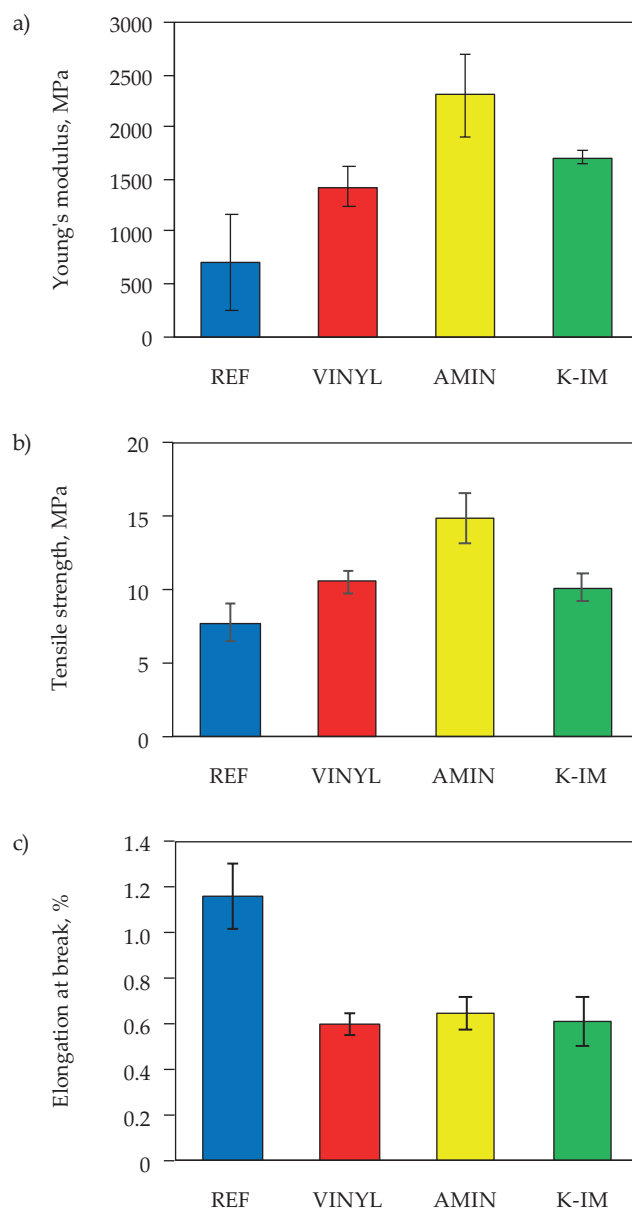 a)
Young's modulus, MPa
3000
2500
2000
1500
1000
500
0
REF VINYL AMIN K-IM
b)
Tensile strength, MPa
20
15
10
5
0
REF VINYL AMIN K-IM
c)
Elongation at break, %
1.4
1.2
1.0
0.8
0.6
0.4
0.2
0
REF VINYL AMIN K-IM